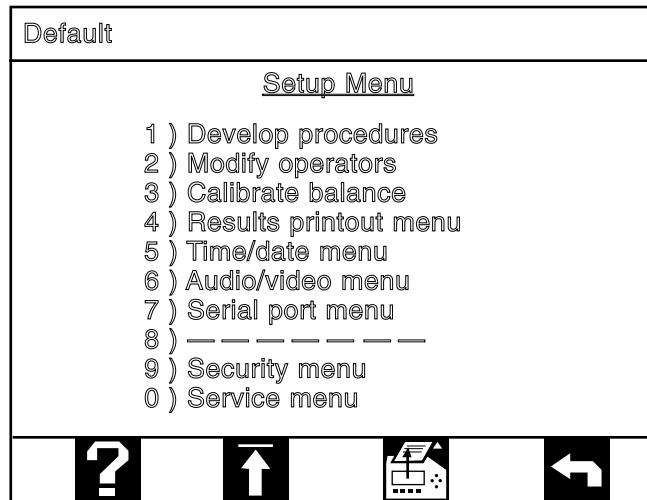 Default
Setup Menu
1 ) Develop procedures
2 ) Modify operators
3 ) Calibrate balance
4 ) Results printout menu
5 ) Time/date menu
6 ) Audio/video menu
7 ) Serial port menu
8 ) — — — — — — —
9 ) Security menu
0 ) Service menu
?